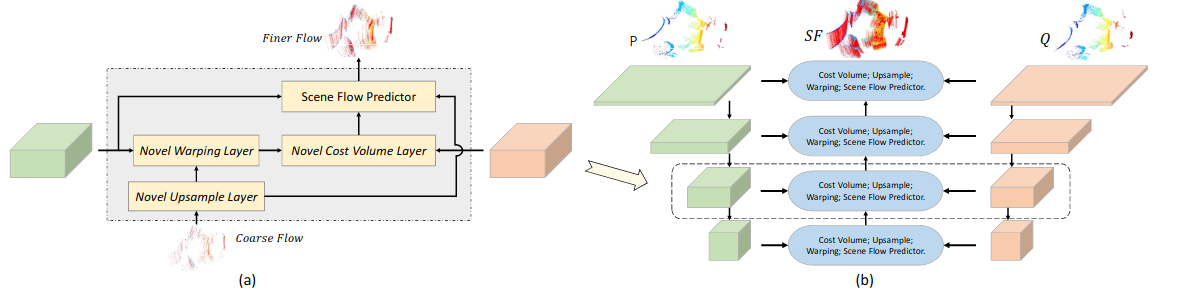 Finer Flow
Scene Flow Predictor
Novel Warping Layer
Novel Cost Volume Layer
Novel Upsample Layer
Coarse Flow
(a)
P
SF
Q
Cost Volume; Upsample;
Warping; Scene Flow Predictor.
Cost Volume; Upsample;
Warping; Scene Flow Predictor.
Cost Volume; Upsample;
Warping; Scene Flow Predictor.
Cost Volume; Upsample;
Warping; Scene Flow Predictor.
(b)